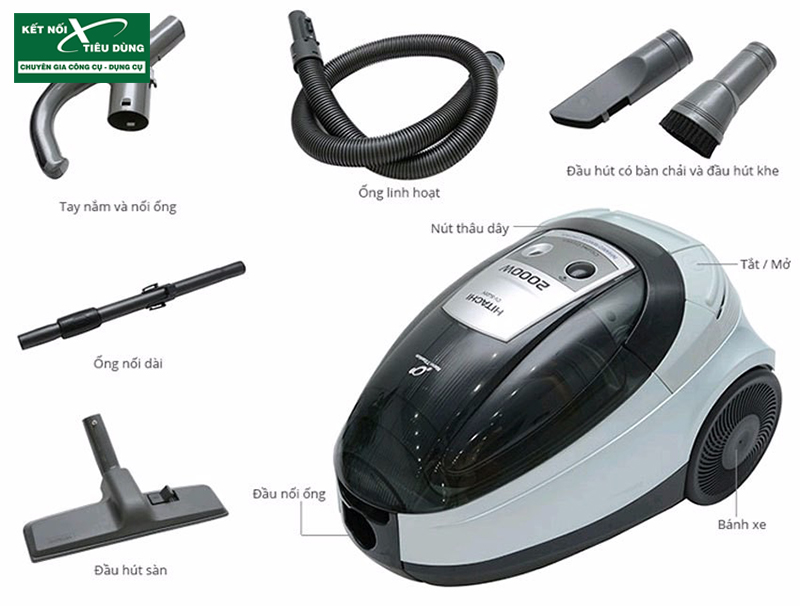 KẾT NỐI
TIÊU DÙNG
CHUYÊN GIA CÔNG CỤ - DỤNG CỤ
Tay nắm và nối ống
Ống linh hoạt
Đầu hút có bàn chải và đầu hút khe
Nút thâu dây
Tắt / Mở
2000W
HITACHI
Ống nối dài
Đầu nối ống
Bánh xe
Đầu hút sàn